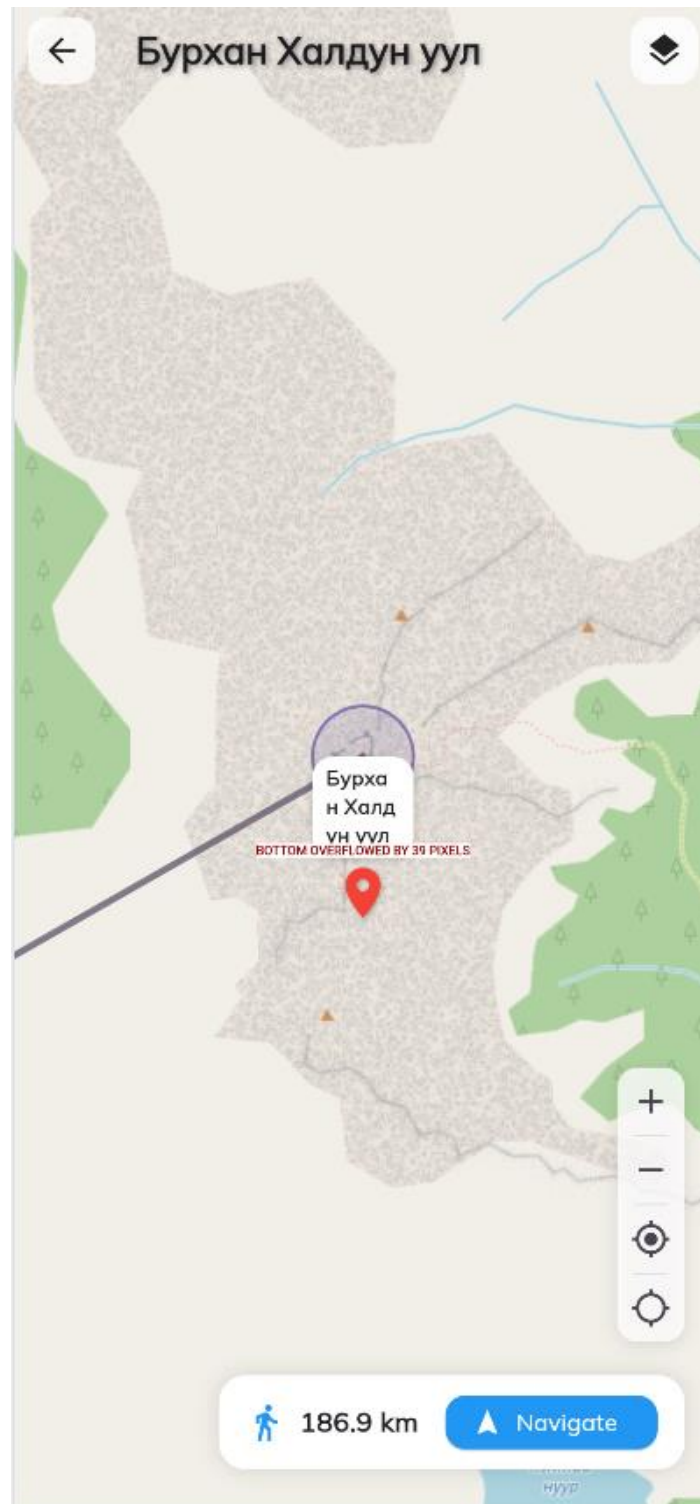 Бурхан Халдун уул
Бурха
н Халд
ун уул
BOTTOM OVERFLOWED BY 39 PIXELS
186.9 km
Navigate
нуур